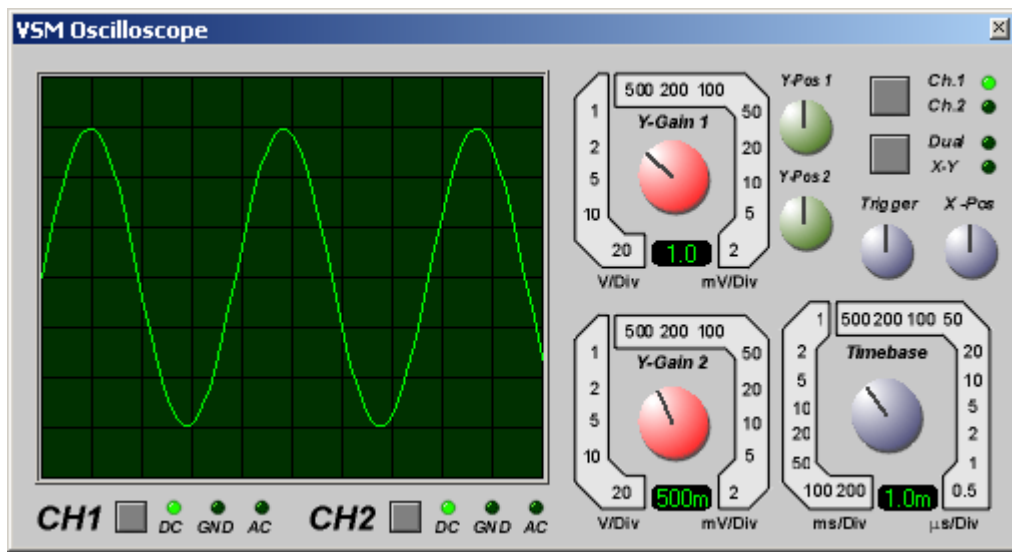 VSM Oscilloscope
500 200 100
1
2
5
10
20
Y-Gain 1
50
20
10
5
2
1.0
V/Div mV/Div
Y-Pos 1
Y-Pos 2
Ch.1
Ch.2
Dual
X-Y
Trigger X -Pos
500 200 100
1
2
5
10
20
Y-Gain 2
50
20
10
5
2
500m
V/Div mV/Div
1 500 200 100 50
2
5
10
20
50
100 200
Timebase
20
10
5
2
1
0.5
1.0m
ms/Div µs/Div
CH1 DC GND AC CH2 DC GND AC